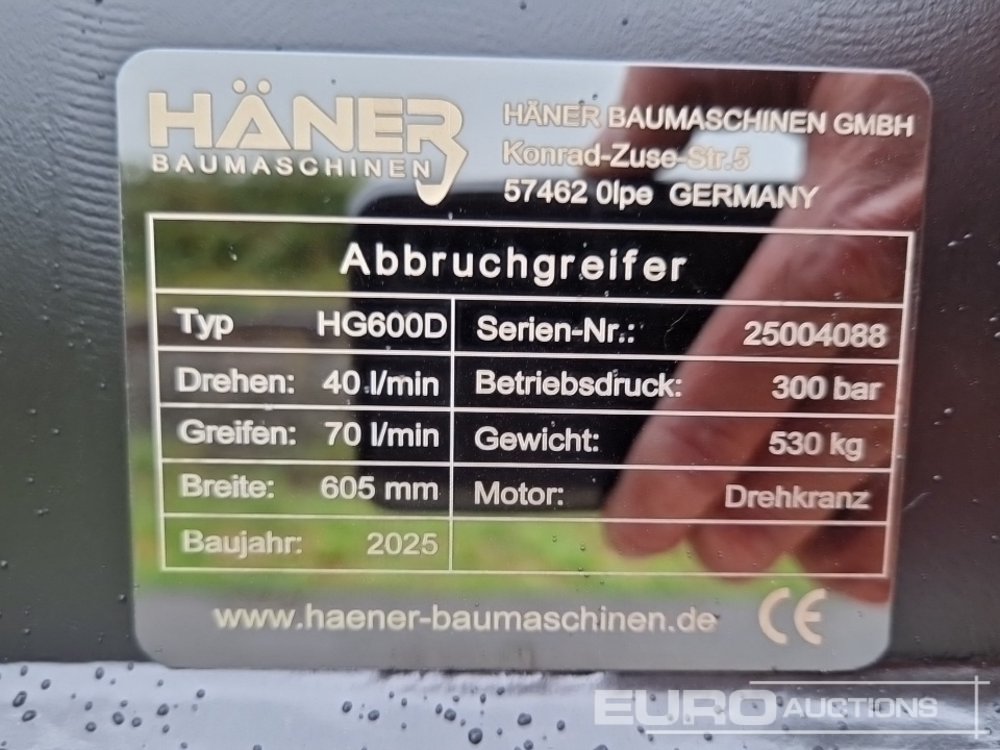 HÄNER
BAUMASCHINEN
HÄNER BAUMASCHINEN GMBH
Konrad-Zuse-Str.5
57462 Olpe GERMANY
Abbruchgreifer
Typ HG600D Serien-Nr.: 25004088
Drehen: 40 l/min Betriebsdruck: 300 bar
Greifen: 70 l/min Gewicht: 530 kg
Breite: 605 mm Motor: Drehkranz
Baujahr: 2025
www.haener-baumaschinen.de CE
EURO AUCTIONS